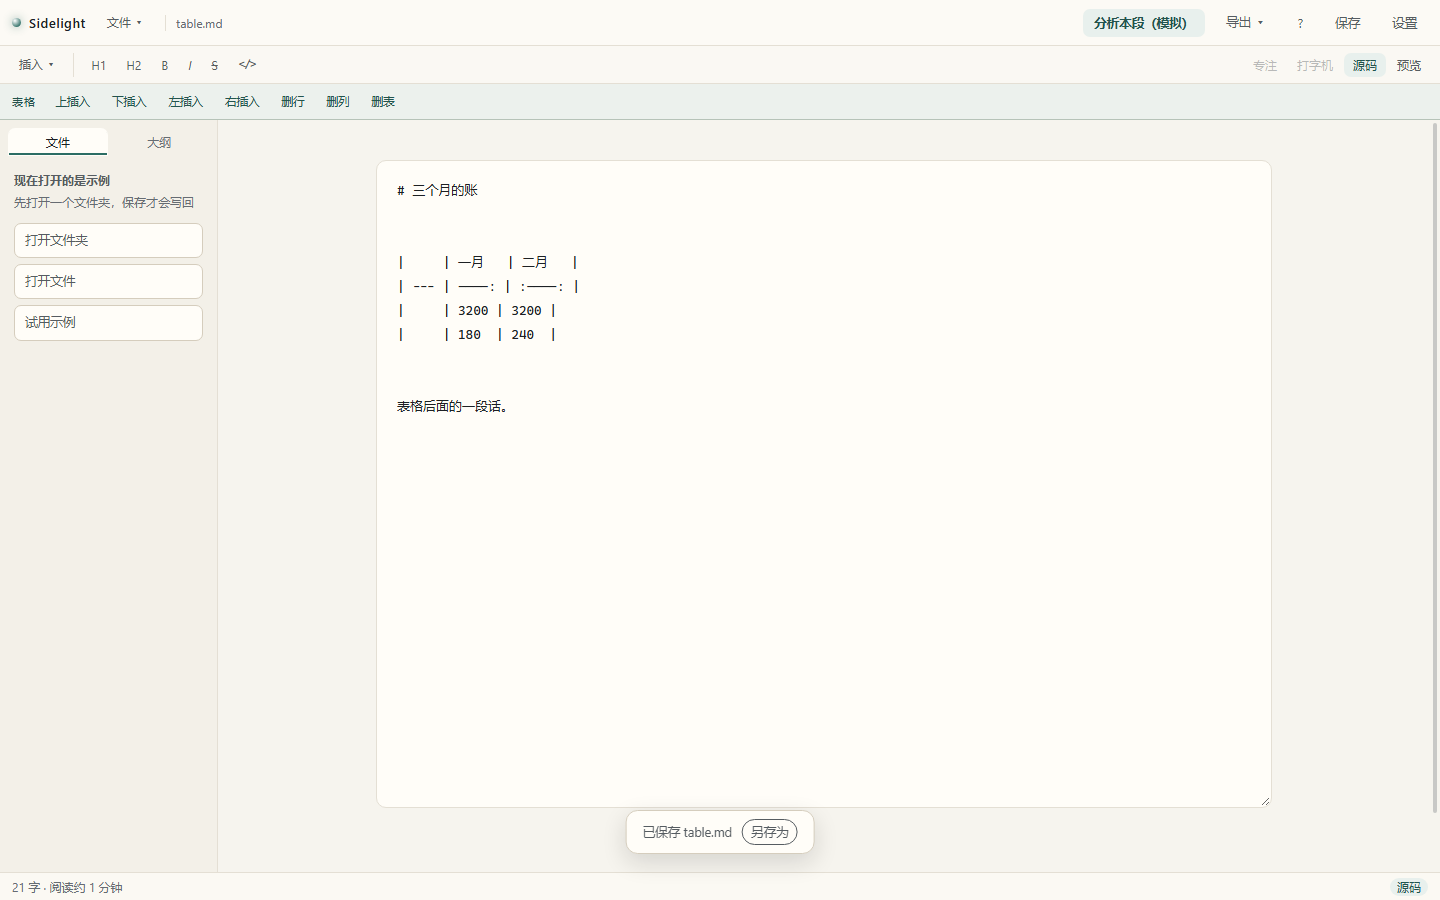 Sidelight 文件 ▾ table.md 分析本段（模拟） 导出 ▾ ? 保存 设置
插入 ▾ H1 H2 B I S </> 专注 打字机 源码 预览
表格 上插入 下插入 左插入 右插入 删行 删列 删表
文件 大纲
现在打开的是示例
先打开一个文件夹，保存才会写回
打开文件夹
打开文件
试用示例
# 三个月的账
|     | 一月   | 二月   |
| --- | ----: | :----: |
|     | 3200 | 3200 |
|     | 180  | 240  |
表格后面的一段话。
已保存 table.md 另存为
21 字 · 阅读约 1 分钟 源码